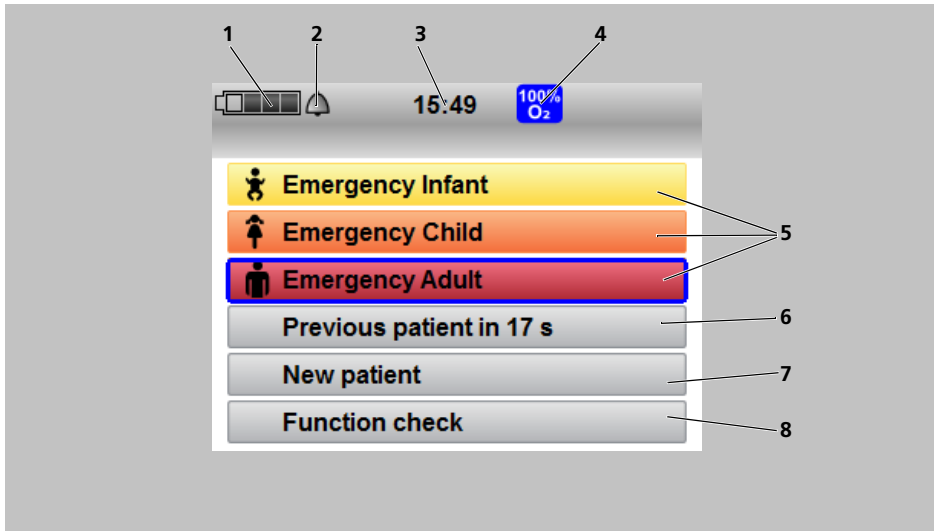 1 2 3 4
15:49 100% O₂
Emergency Infant
Emergency Child
5
Emergency Adult
Previous patient in 17 s
6
New patient
7
Function check
8